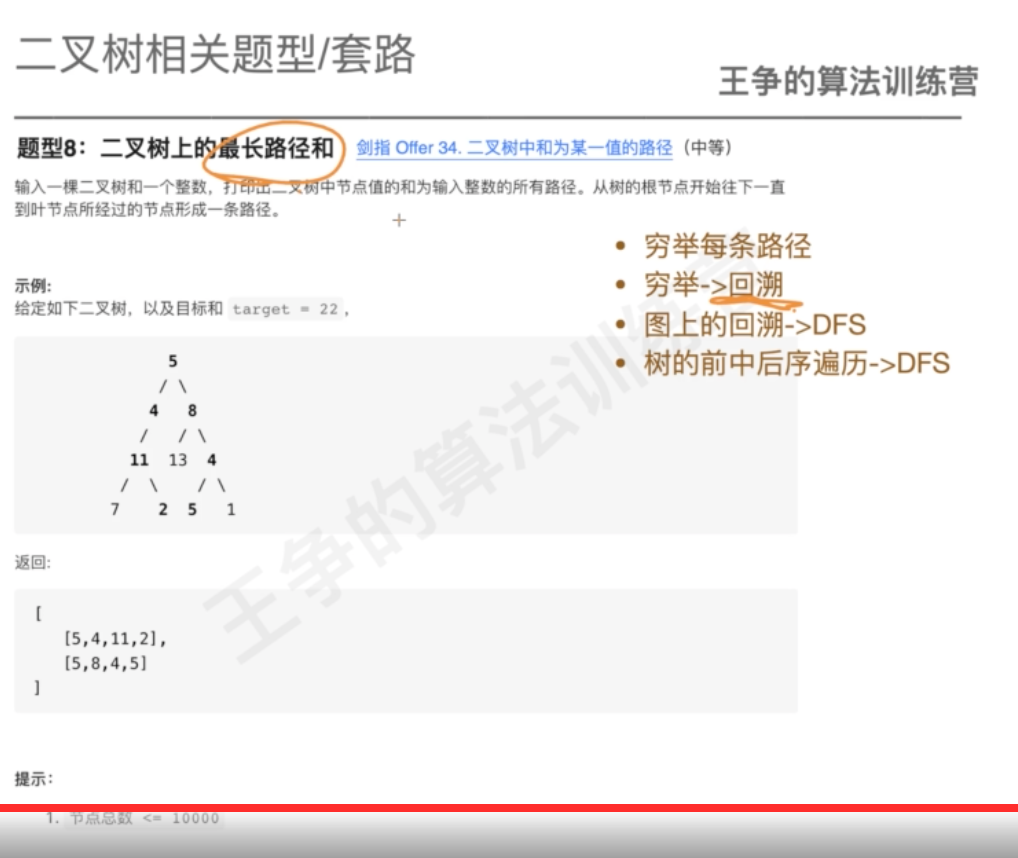 二叉树相关题型/套路
王争的算法训练营
题型8：二叉树上的最长路径和 剑指 Offer 34. 二叉树中和为某一值的路径（中等）
输入一棵二叉树和一个整数，打印出二叉树中节点值的和为输入整数的所有路径。从树的根节点开始往下一直
到叶节点所经过的节点形成一条路径。
• 穷举每条路径
• 穷举->回溯
• 图上的回溯->DFS
• 树的前中后序遍历->DFS
示例:
给定如下二叉树，以及目标和 target = 22，
5
/ \
4 8
/ / \
11 13 4
/ \ / \
7 2 5 1
返回:
[
[5,4,11,2],
[5,8,4,5]
]
提示：
1. 节点总数 <= 10000
王争的算法训练营